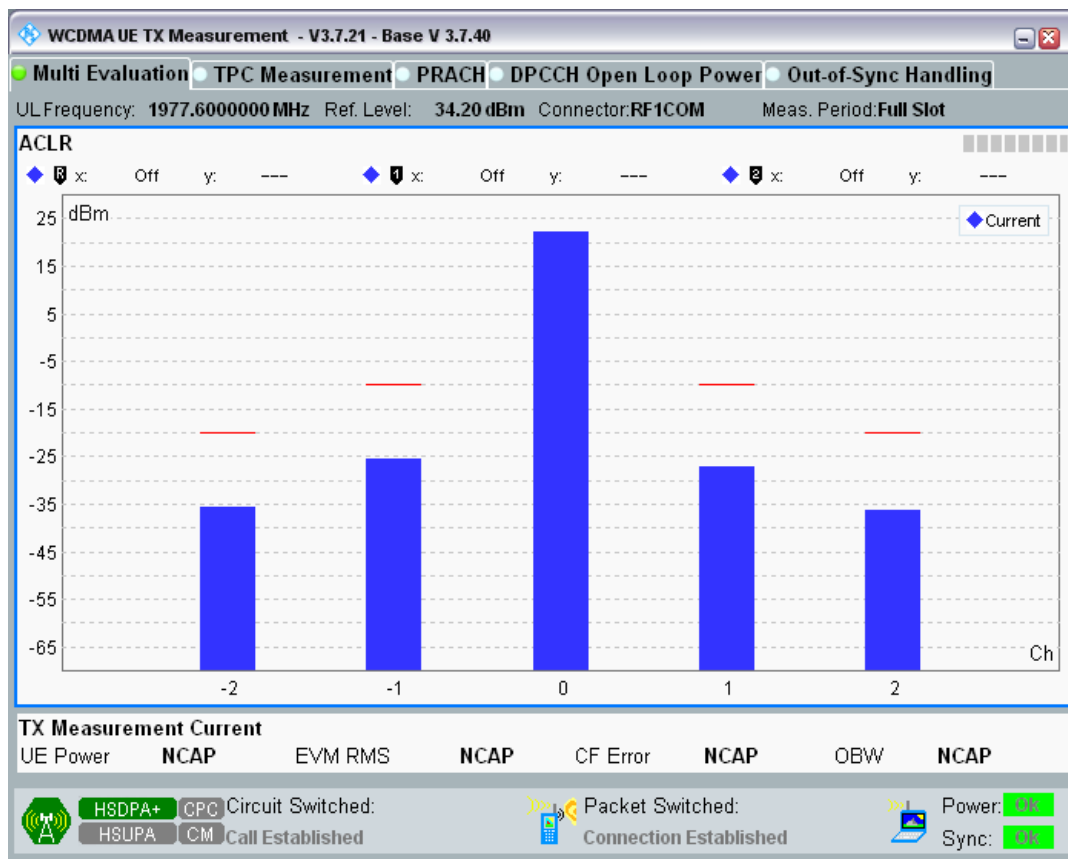 WCDMA UE TX Measurement - V3.7.21 - Base V 3.7.40
Multi Evaluation TPC Measurement PRACH DPCCH Open Loop Power Out-of-Sync Handling
UL Frequency: 1977.6000000 MHz Ref. Level: 34.20 dBm Connector:RF1COM Meas. Period:Full Slot
ACLR
R x: Off y: --- 1 x: Off y: --- 2 x: Off y: ---
dBm
Current
25
15
5
-5
-15
-25
-35
-45
-55
-65
Ch
-2 -1 0 1 2
TX Measurement Current
UE Power NCAP EVM RMS NCAP CF Error NCAP OBW NCAP
HSDPA+ CPC Circuit Switched: Packet Switched: Power: OK
HSUPA CM Call Established Connection Established Sync: OK